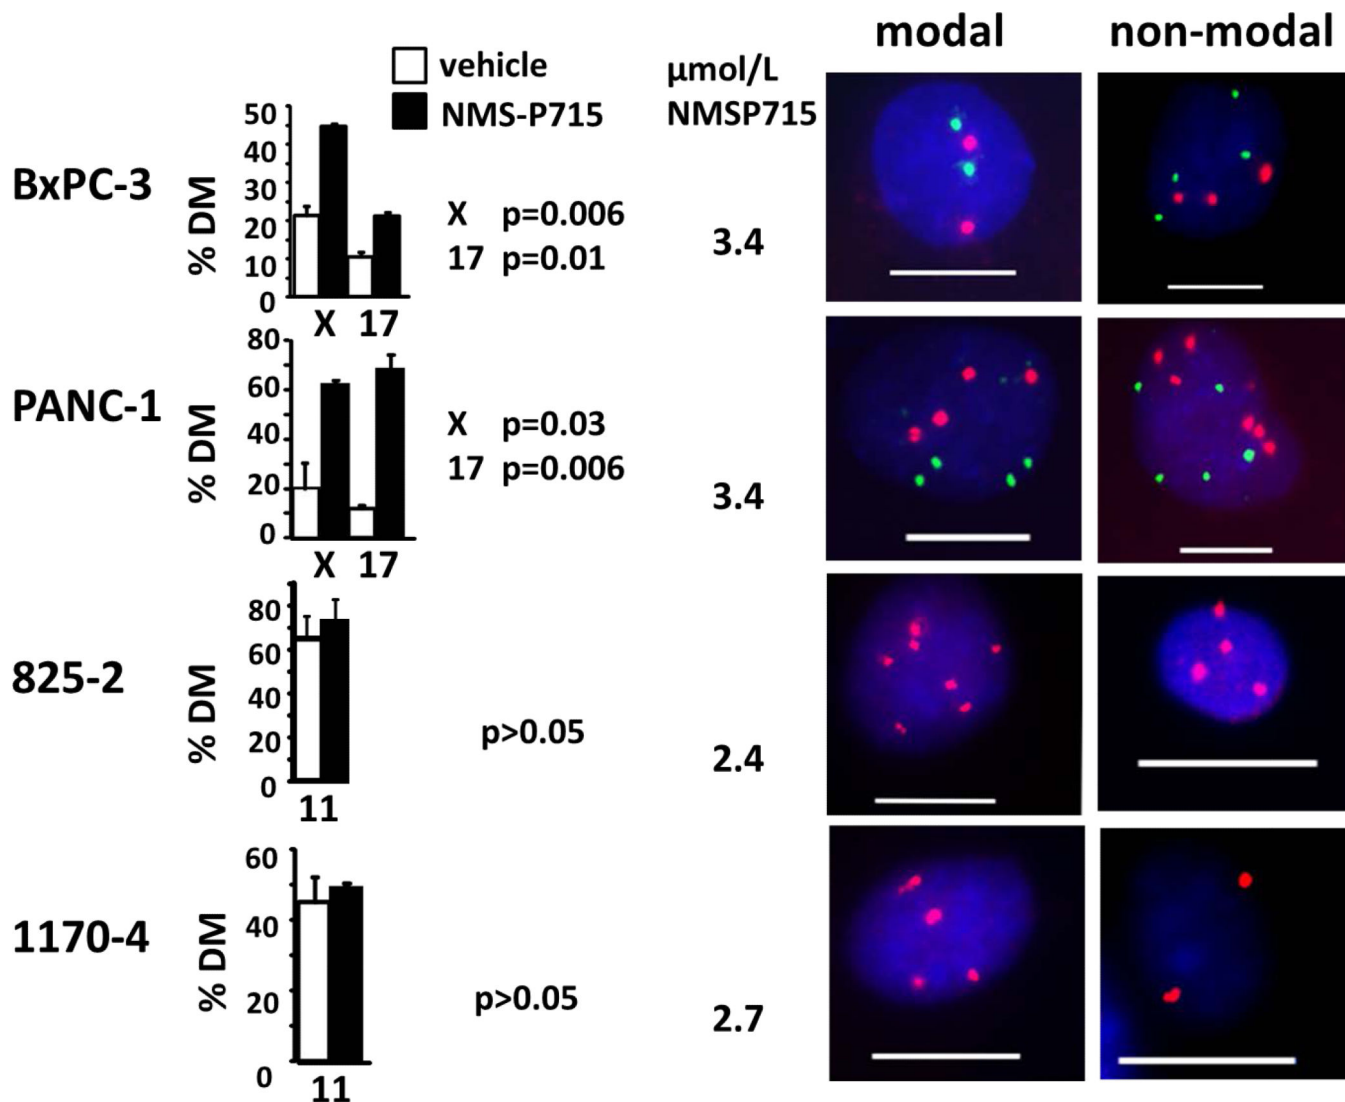 modal non-modal
vehicle
NMS-P715
µmol/L
NMSP715
BxPC-3
% DM
50
40
30
20
10
0
X 17
X p=0.006
17 p=0.01
3.4
PANC-1
% DM
80
60
40
20
0
X 17
X p=0.03
17 p=0.006
3.4
825-2
% DM
80
60
40
20
0
11
p>0.05
2.4
1170-4
% DM
60
40
20
0
11
p>0.05
2.7